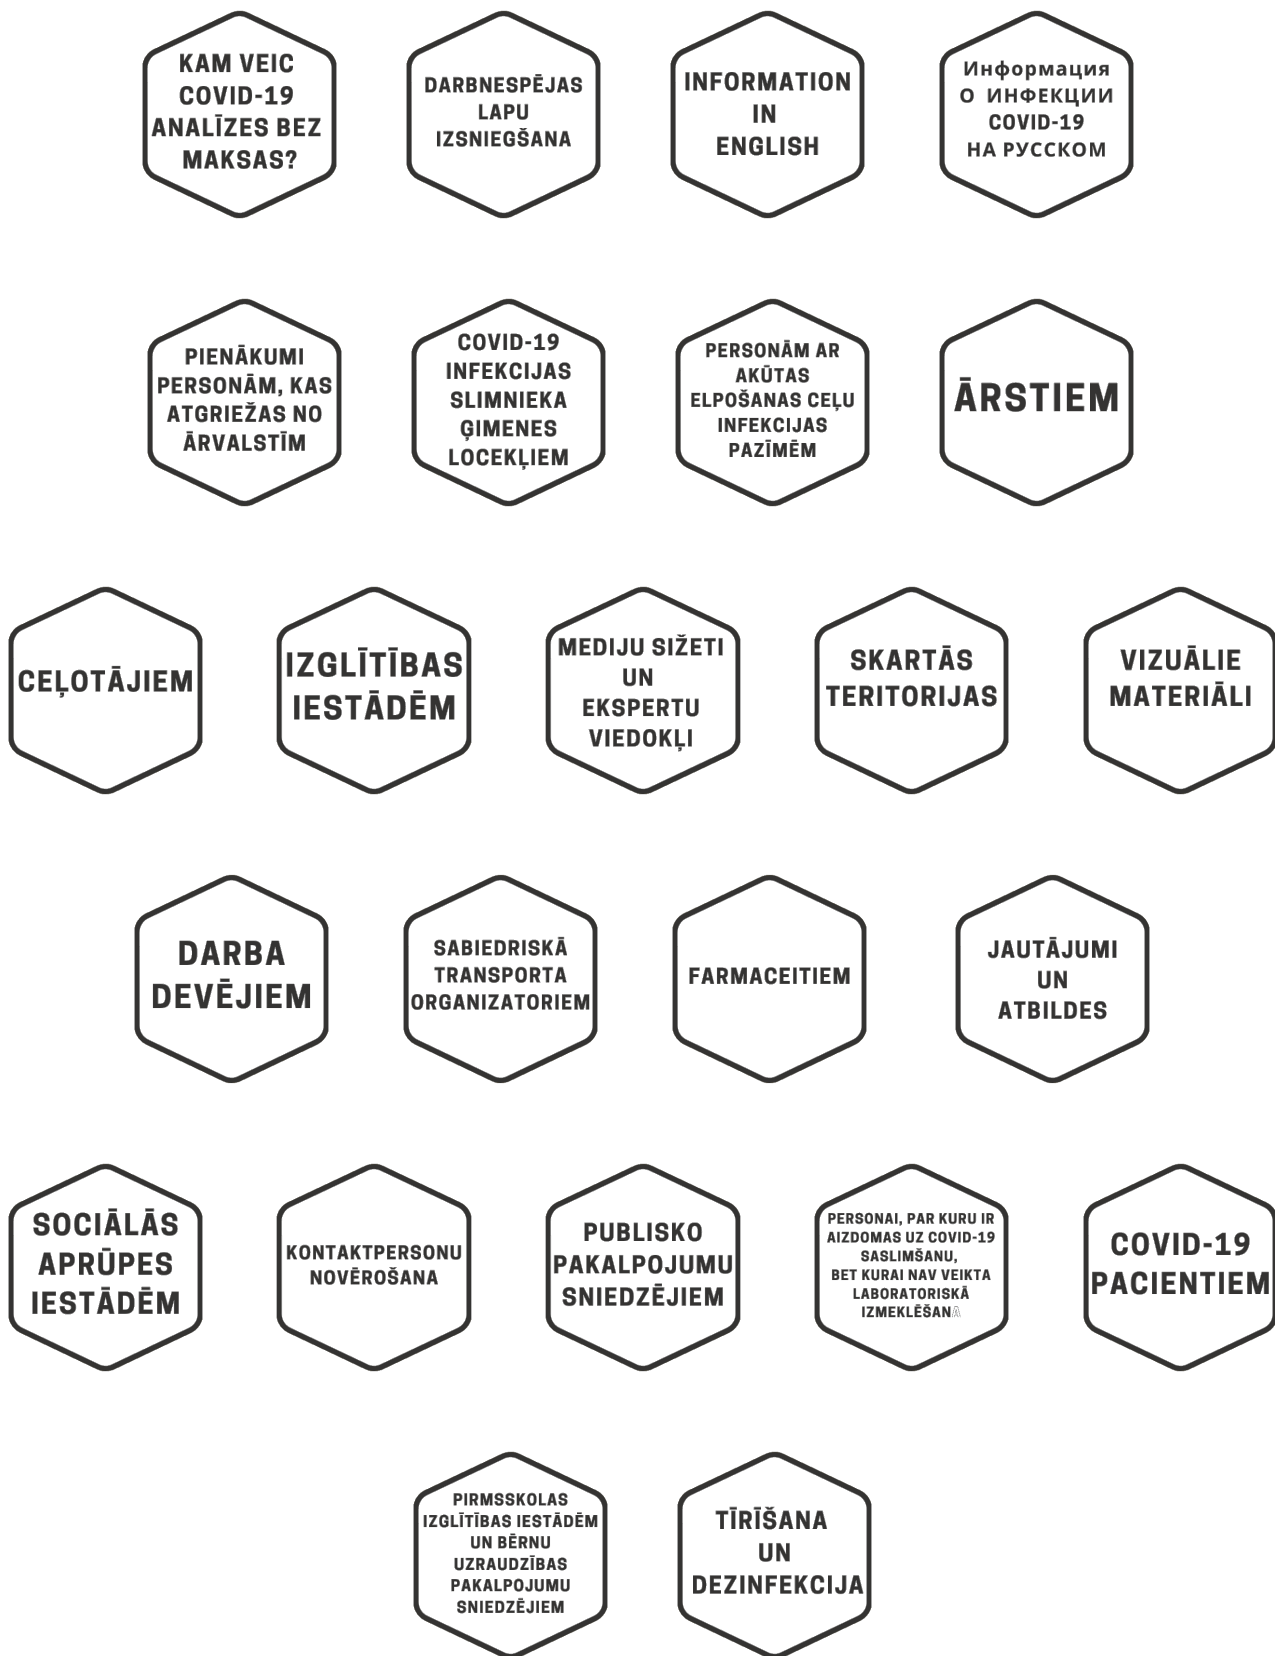 KAM VEIC
COVID-19
ANALĪZES BEZ
MAKSAS?
DARBNESPĒJAS
LAPU
IZSNIEGŠANA
INFORMATION
IN
ENGLISH
Информация
О ИНФЕКЦИИ
COVID-19
НА РУССКОМ
PIENĀKUMI
PERSONĀM, KAS
ATGRIEŽAS NO
ĀRVALSTĪM
COVID-19
INFEKCIJAS
SLIMNIEKA
ĢIMENES
LOCEKĻIEM
PERSONĀM AR
AKŪTAS
ELPOŠANAS CEĻU
INFEKCIJAS
PAZĪMĒM
ĀRSTIEM
CEĻOTĀJIEM
IZGLĪTĪBAS
IESTĀDĒM
MEDIJU SIŽETI
UN
EKSPERTU
VIEDOKĻI
SKARTĀS
TERITORIJAS
VIZUĀLIE
MATERIĀLI
DARBA
DEVĒJIEM
SABIEDRISKĀ
TRANSPORTA
ORGANIZATORIEM
FARMACEITIEM
JAUTĀJUMI
UN
ATBILDES
SOCIĀLĀS
APRŪPES
IESTĀDĒM
KONTAKTPERSONU
NOVĒROŠANA
PUBLISKO
PAKALPOJUMU
SNIEDZĒJIEM
PERSONAI, PAR KURU IR
AIZDOMAS UZ COVID-19
SASLIMŠANU,
BET KURAI NAV VEIKTA
LABORATORISKĀ
IZMEKLĒŠANA
COVID-19
PACIENTIEM
PIRMSSKOLAS
IZGLĪTĪBAS IESTĀDĒM
UN BĒRNU
UZRAUDZĪBAS
PAKALPOJUMU
SNIEDZĒJIEM
TĪRĪŠANA
UN
DEZINFEKCIJA